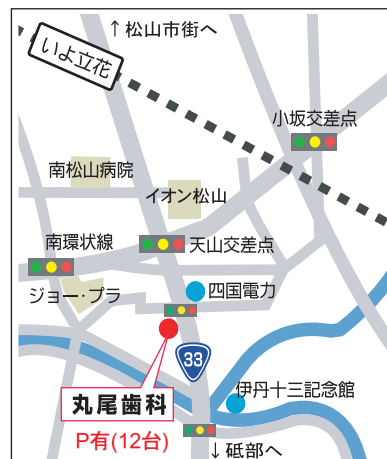 ↑松山市街へ
いよ立花
小坂交差点
南松山病院
イオン松山
南環状線
天山交差点
ジョー・プラ
四国電力
33
丸尾歯科
P有(12台)
伊丹十三記念館
↓砥部へ